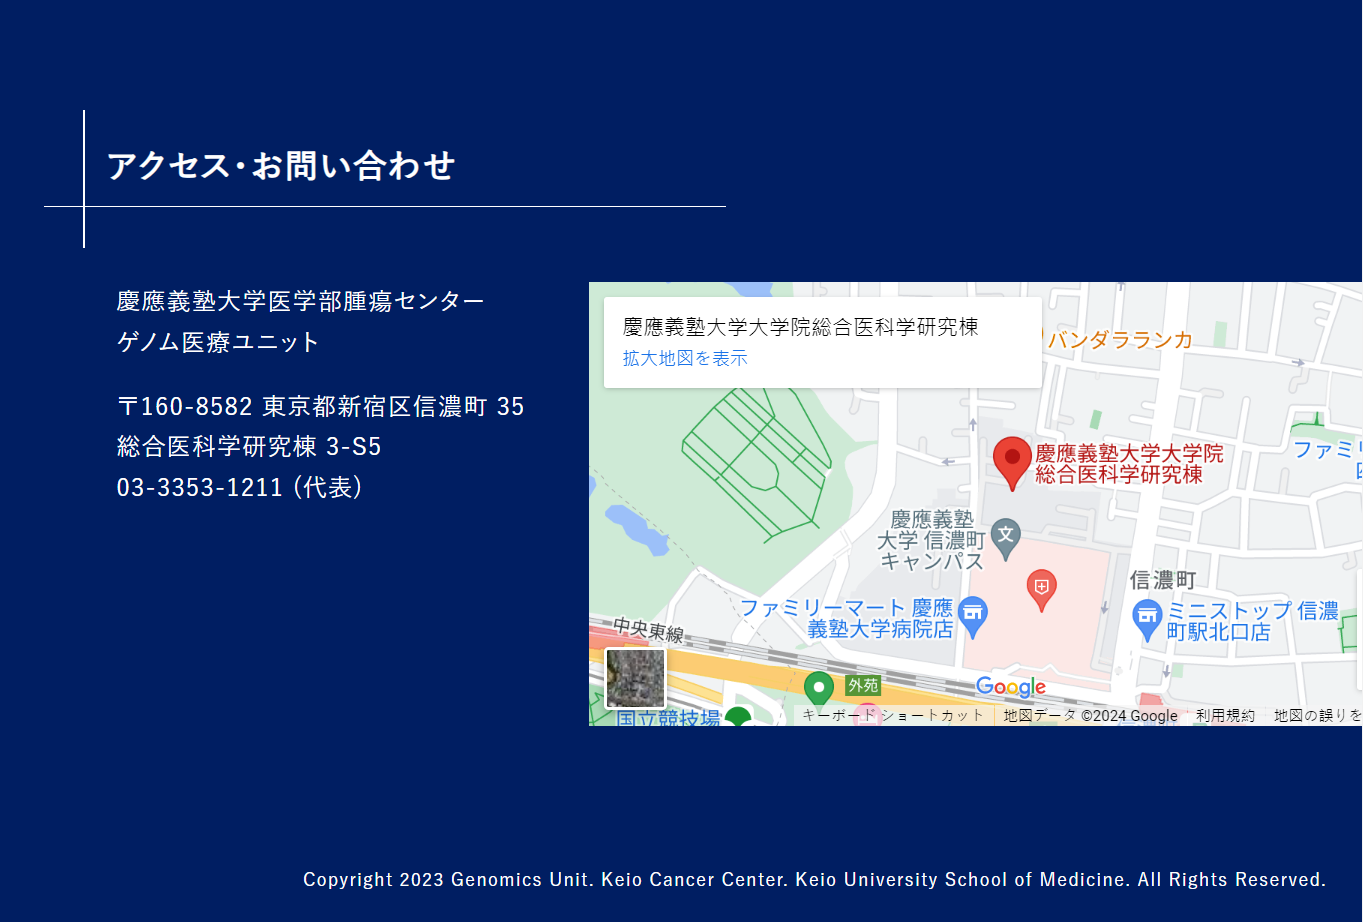 アクセス・お問い合わせ
慶應義塾大学医学部腫瘍センター
ゲノム医療ユニット
〒160-8582 東京都新宿区信濃町 35
総合医科学研究棟 3-S5
03-3353-1211 (代表)
慶應義塾大学大学院総合医科学研究棟
拡大地図を表示
バンダラランカ
慶應義塾大学大学院
総合医科学研究棟
ファミリ
慶應義塾
大学 信濃町
キャンパス
信濃町
ファミリーマート 慶應
義塾大学病院店
ミニストップ 信濃
町駅北口店
中央東線
外苑
Google
国立競技場
キーボード ショートカット
地図データ ©2024 Google
利用規約
地図の誤りを
Copyright 2023 Genomics Unit. Keio Cancer Center. Keio University School of Medicine. All Rights Reserved.